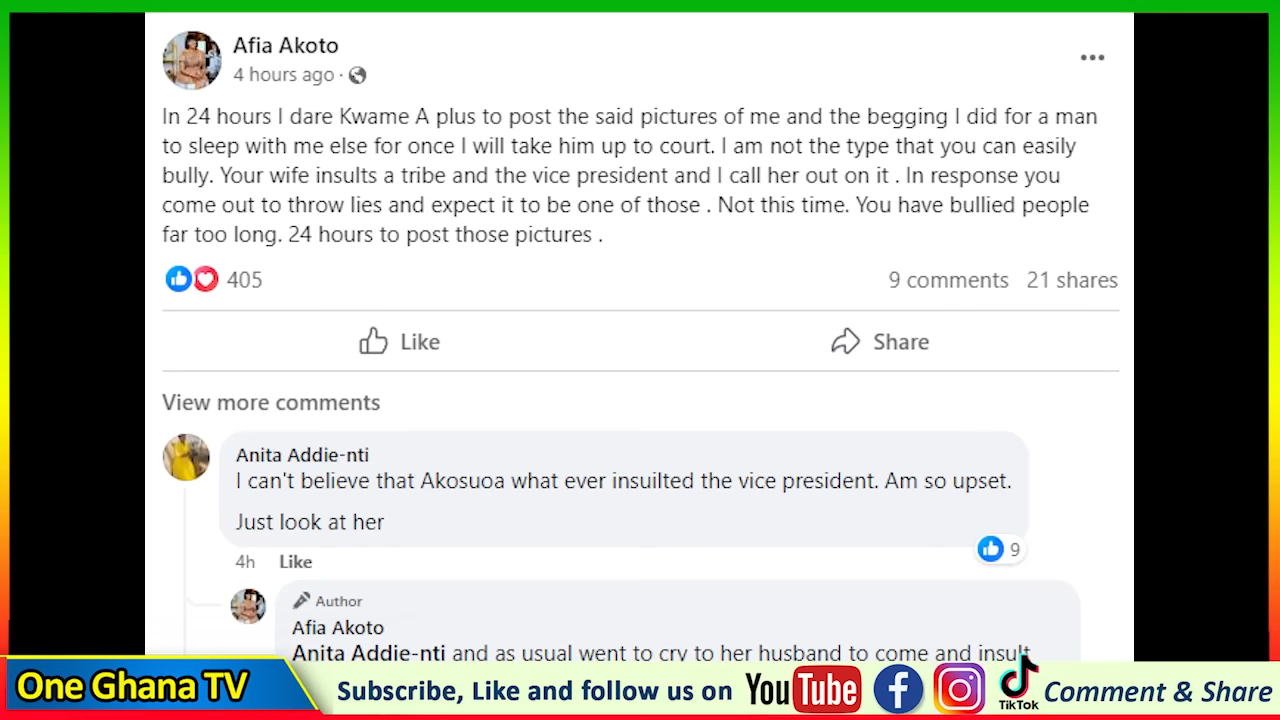 Afia Akoto
4 hours ago ·
In 24 hours I dare Kwame A plus to post the said pictures of me and the begging I did for a man
to sleep with me else for once I will take him up to court. I am not the type that you can easily
bully. Your wife insults a tribe and the vice president and I call her out on it . In response you
come out to throw lies and expect it to be one of those . Not this time. You have bullied people
far too long. 24 hours to post those pictures .
405
9 comments 21 shares
Like
Share
View more comments
Anita Addie-nti
I can't believe that Akosuoa what ever insuilted the vice president. Am so upset.
Just look at her
9
4h Like
Author
Afia Akoto
Anita Addie-nti and as usual went to cry to her husband to come and insult
One Ghana TV
Subscribe, Like and follow us on YouTube
TikTok
Comment & Share